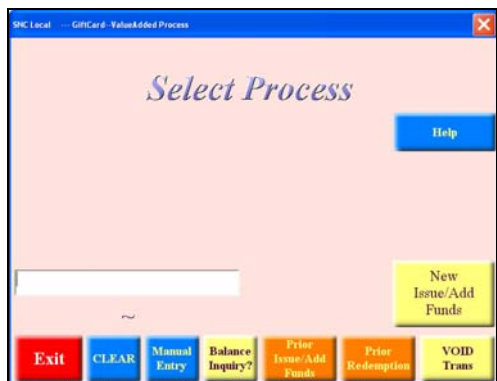 SNC Local --- GiftCard--ValueAdded Process
Select Process
Help
New
Issue/Add
Funds
~
Exit
CLEAR
Manual
Entry
Balance
Inquiry?
Prior
Issue/Add
Funds
Prior
Redemption
VOID
Trans